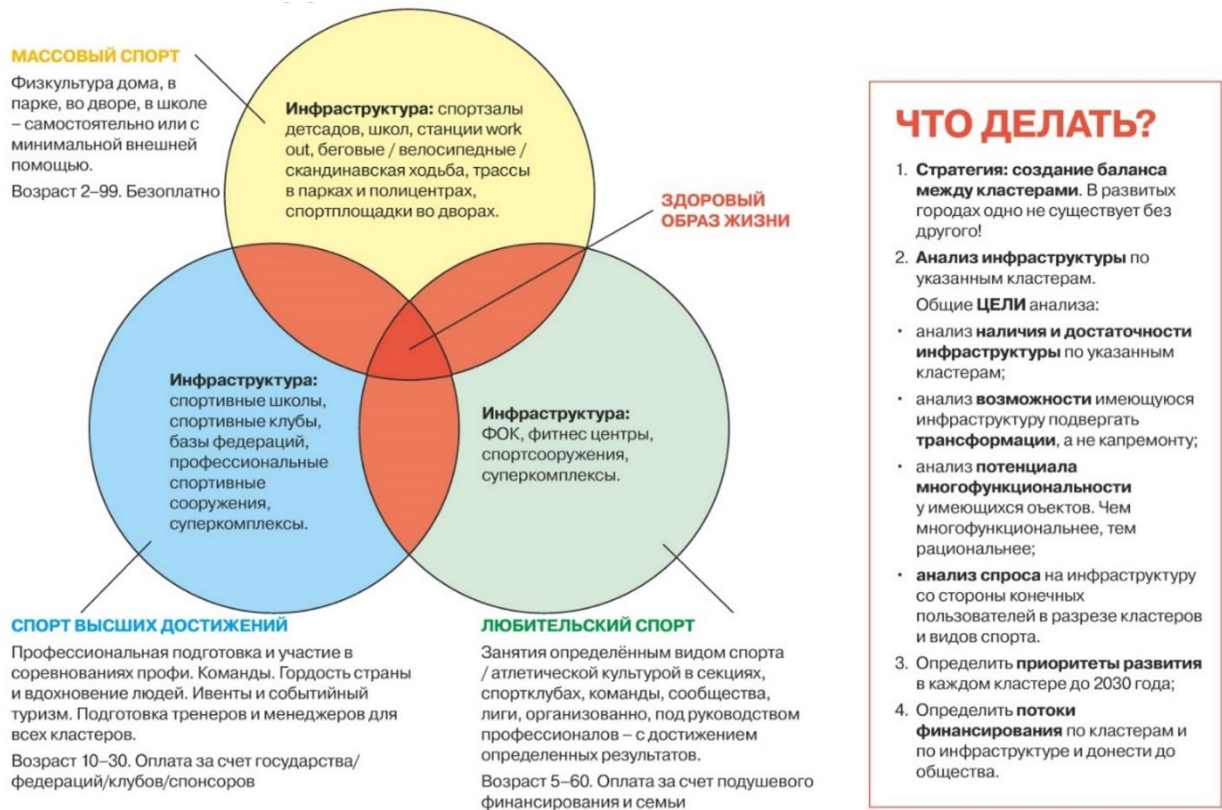 МАССОВЫЙ СПОРТ
Физкультура дома, в
парке, во дворе, в школе
– самостоятельно или с
минимальной внешней
помощью.
Возраст 2–99. Безоплатно
Инфраструктура: спортзалы
детсадов, школ, станции work
out, беговые / велосипедные /
скандинавская ходьба, трассы
в парках и полицентрах,
спортплощадки во дворах.
ЗДОРОВЫЙ
ОБРАЗ ЖИЗНИ
Инфраструктура:
спортивные школы,
спортивные клубы,
базы федераций,
профессиональные
спортивные
сооружения,
суперкомплексы.
Инфраструктура:
ФОК, фитнес центры,
спортсооружения,
суперкомплексы.
СПОРТ ВЫСШИХ ДОСТИЖЕНИЙ
Профессиональная подготовка и участие в
соревнованиях профи. Команды. Гордость страны
и вдохновение людей. Ивенты и событийный
туризм. Подготовка тренеров и менеджеров для
всех кластеров.
Возраст 10–30. Оплата за счет государства/
федераций/клубов/спонсоров
ЛЮБИТЕЛЬСКИЙ СПОРТ
Занятия определённым видом спорта
/ атлетической культурой в секциях,
спортклубах, команды, сообщества,
лиги, организованно, под руководством
профессионалов – с достижением
определенных результатов.
Возраст 5–60. Оплата за счет подушевого
финансирования и семьи
ЧТО ДЕЛАТЬ?
1. Стратегия: создание баланса
между кластерами. В развитых
городах одно не существует без
другого!
2. Анализ инфраструктуры по
указанным кластерам.
Общие ЦЕЛИ анализа:
• анализ наличия и достаточности
инфраструктуры по указанным
кластерам;
• анализ возможности имеющуюся
инфраструктуру подвергать
трансформации, а не капремонту;
• анализ потенциала
многофункциональности
у имеющихся оъектов. Чем
многофункциональнее, тем
рациональнее;
• анализ спроса на инфраструктуру
со стороны конечных
пользователей в разрезе кластеров
и видов спорта.
3. Определить приоритеты развития
в каждом кластере до 2030 года;
4. Определить потоки
финансирования по кластерам и
по инфраструктуре и донести до
общества.